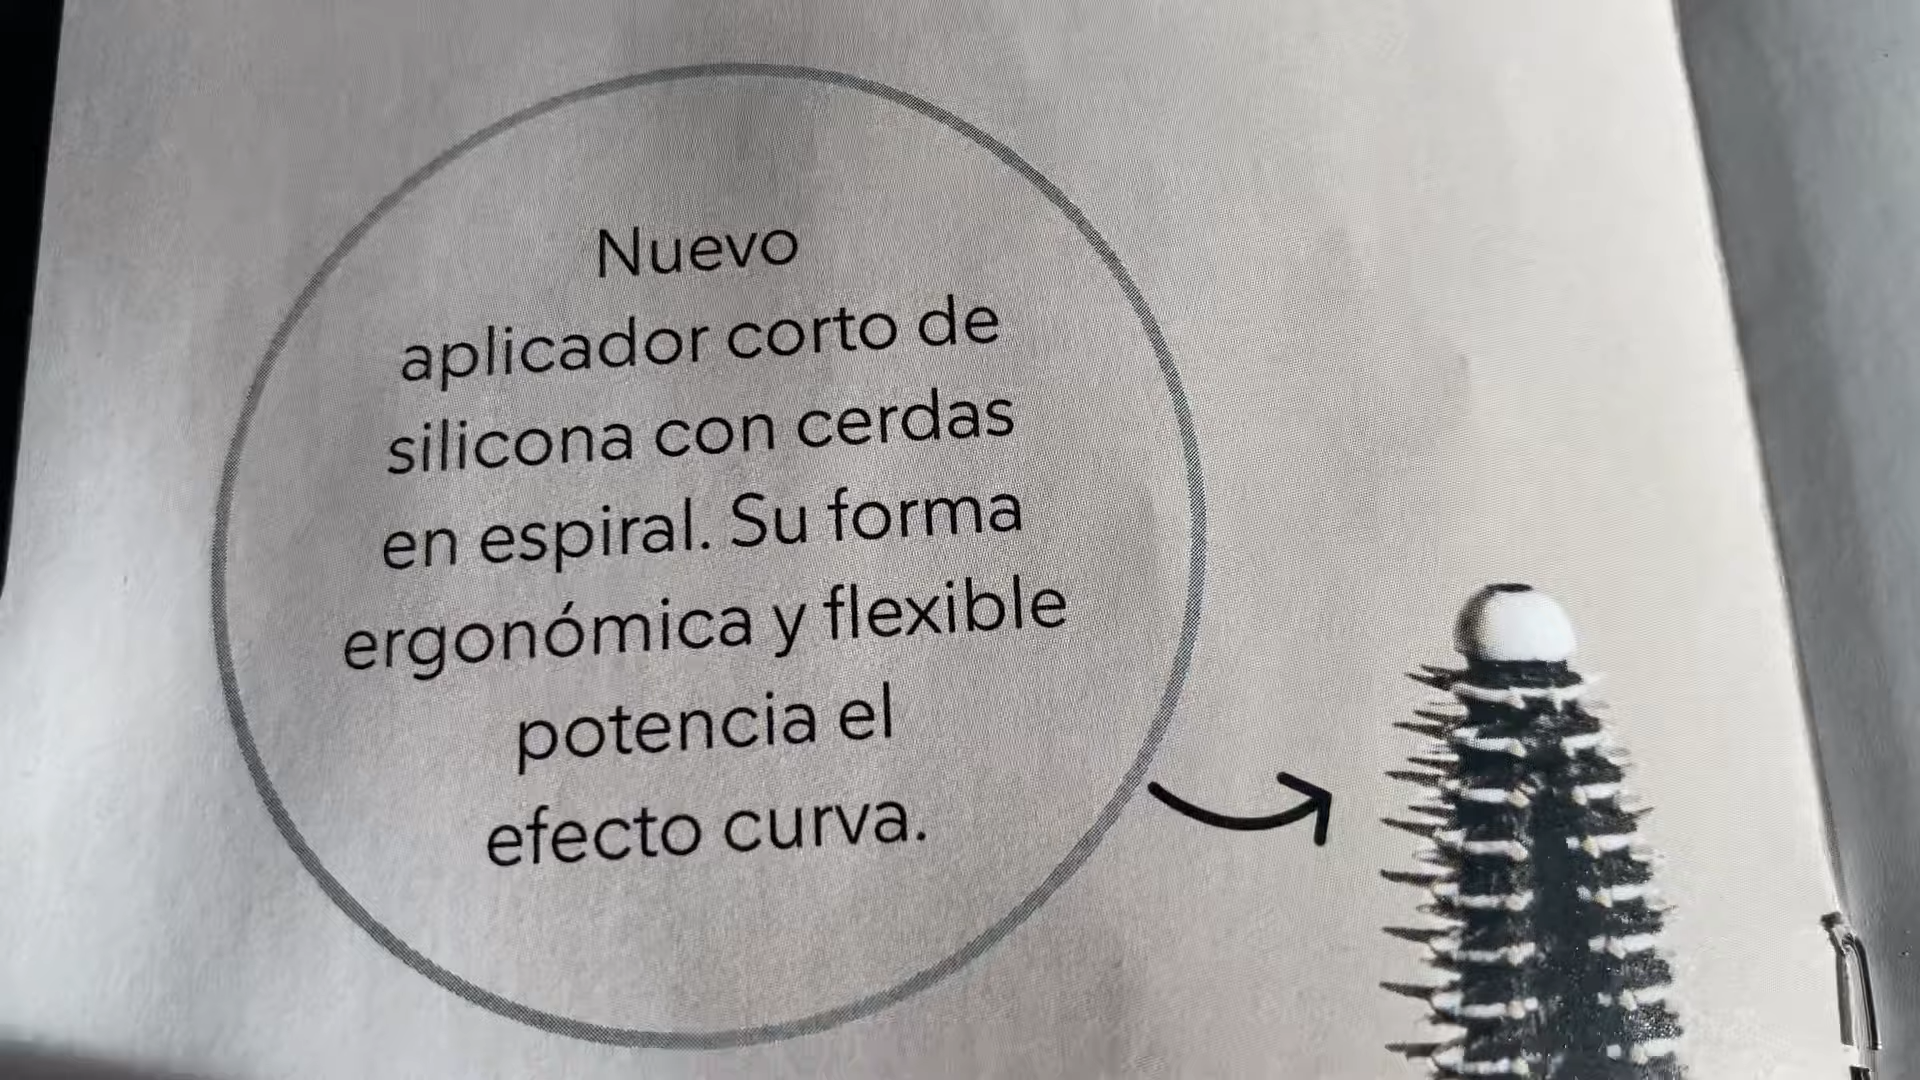 Nuevo
aplicador corto de
silicona con cerdas
en espiral. Su forma
ergonómica y flexible
potencia el
efecto curva.